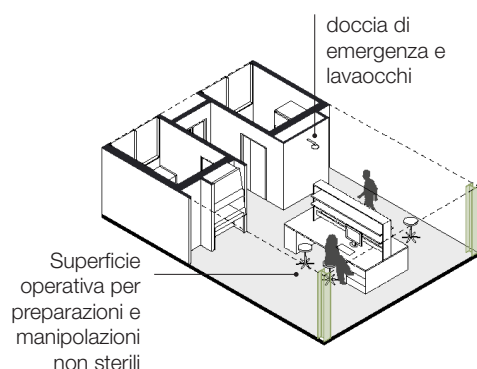 doccia di
emergenza e
lavaocchi
Superficie
operativa per
preparazioni e
manipolazioni
non sterili